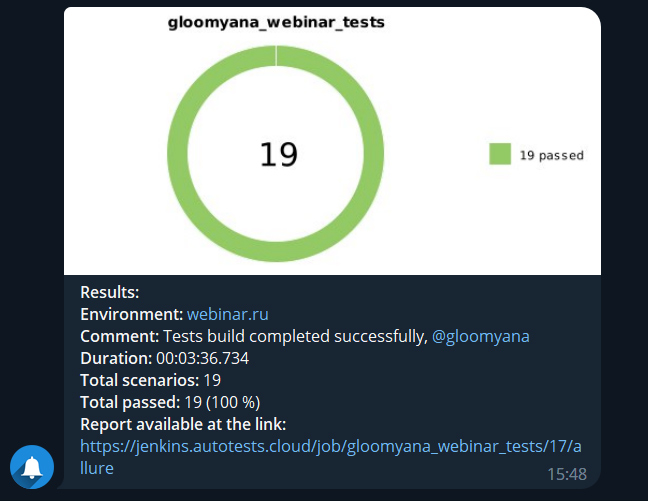 gloomyana_webinar_tests
19
19 passed
Results:
Environment: webinar.ru
Comment: Tests build completed successfully, @gloomyana
Duration: 00:03:36.734
Total scenarios: 19
Total passed: 19 (100 %)
Report available at the link:
https://jenkins.autotests.cloud/job/gloomyana_webinar_tests/17/a
llure
15:48